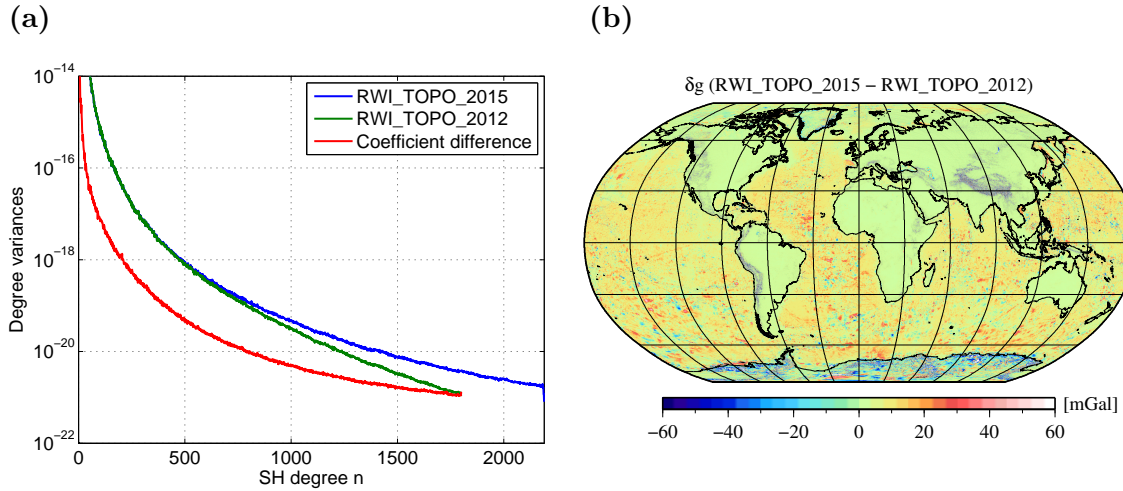 (a)
10−14
10−16
10−18
10−20
10−22
Degree variances
0 500 1000 1500 2000
SH degree n
RWI_TOPO_2015
RWI_TOPO_2012
Coefficient difference
(b)
δg (RWI_TOPO_2015 − RWI_TOPO_2012)
[mGal]
−60 −40 −20 0 20 40 60